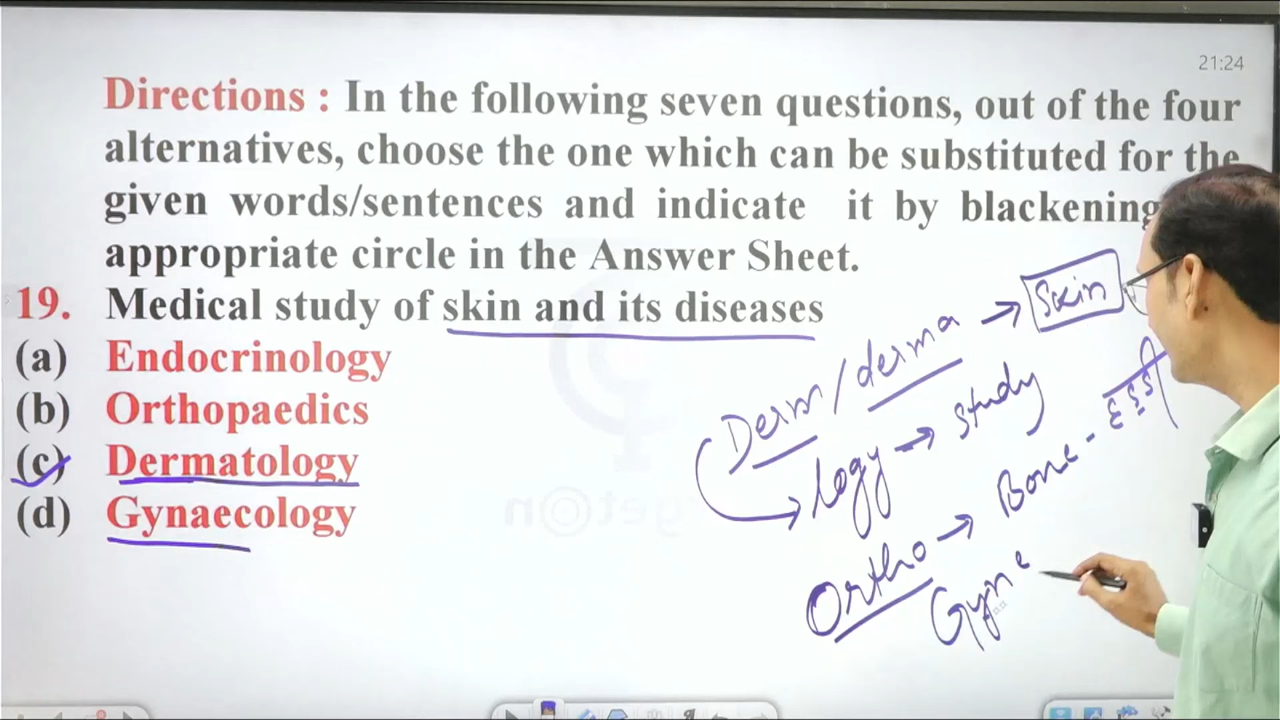 21:24
Directions : In the following seven questions, out of the four
alternatives, choose the one which can be substituted for the
given words/sentences and indicate it by blackening
appropriate circle in the Answer Sheet.
19. Medical study of skin and its diseases
(a) Endocrinology
(b) Orthopaedics
(c) Dermatology
(d) Gynaecology
Derm/derma → Skin
logy → study
Ortho → Bone -
Gyne